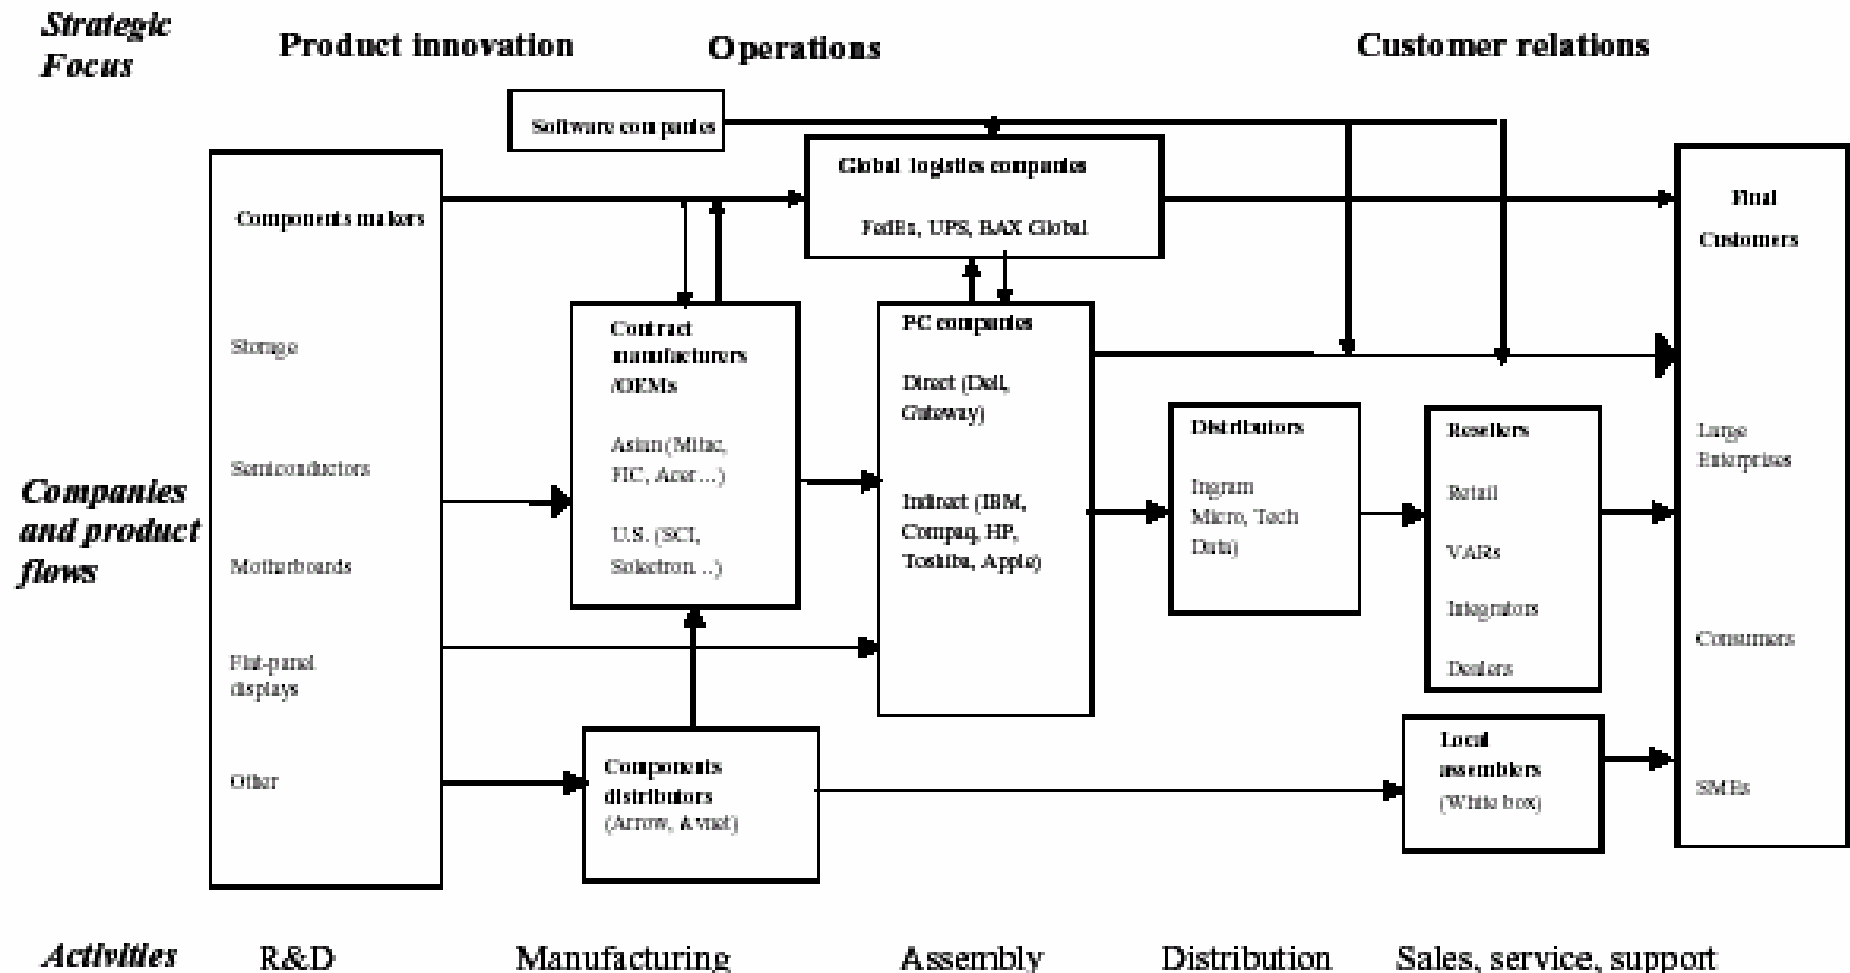 Strategic
Focus
Product innovation
Operations
Customer relations
Software companies
Components makers
Storage
Semiconductors
Motherboards
Flat-panel
displays
Other
Global logistics companies
FedEx, UPS, BAX Global
Contract
manufacturers
/OEMs
Asian (Mitac,
FIC, Acer...)
U.S. (SCI,
Solectron...)
PC companies
Direct (Dell,
Gateway)
Indirect (IBM,
Compaq, HP,
Toshiba, Apple)
Distributors
Ingram
Micro, Tech
Data)
Resellers
Retail
VARs
Integrators
Dealers
Components
distributors
(Arrow, Avnet)
Local
assemblers
(White box)
Final
Customers
Large
Enterprises
Consumers
SMEs
Companies
and product
flows
Activities
R&D
Manufacturing
Assembly
Distribution
Sales, service, support